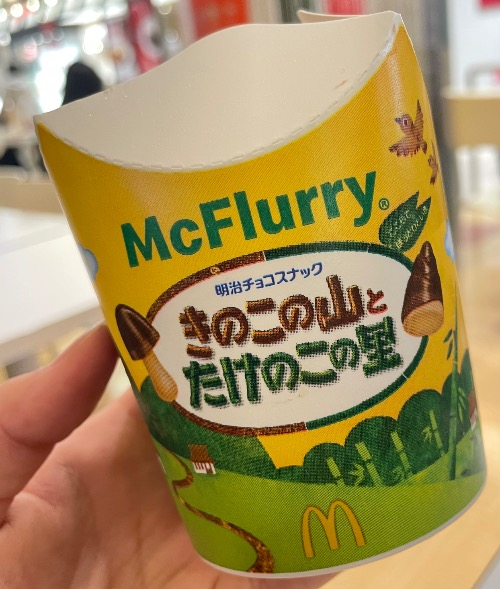 McFlurry®
明治チョコスナック
きのこの山と
たけのこの里